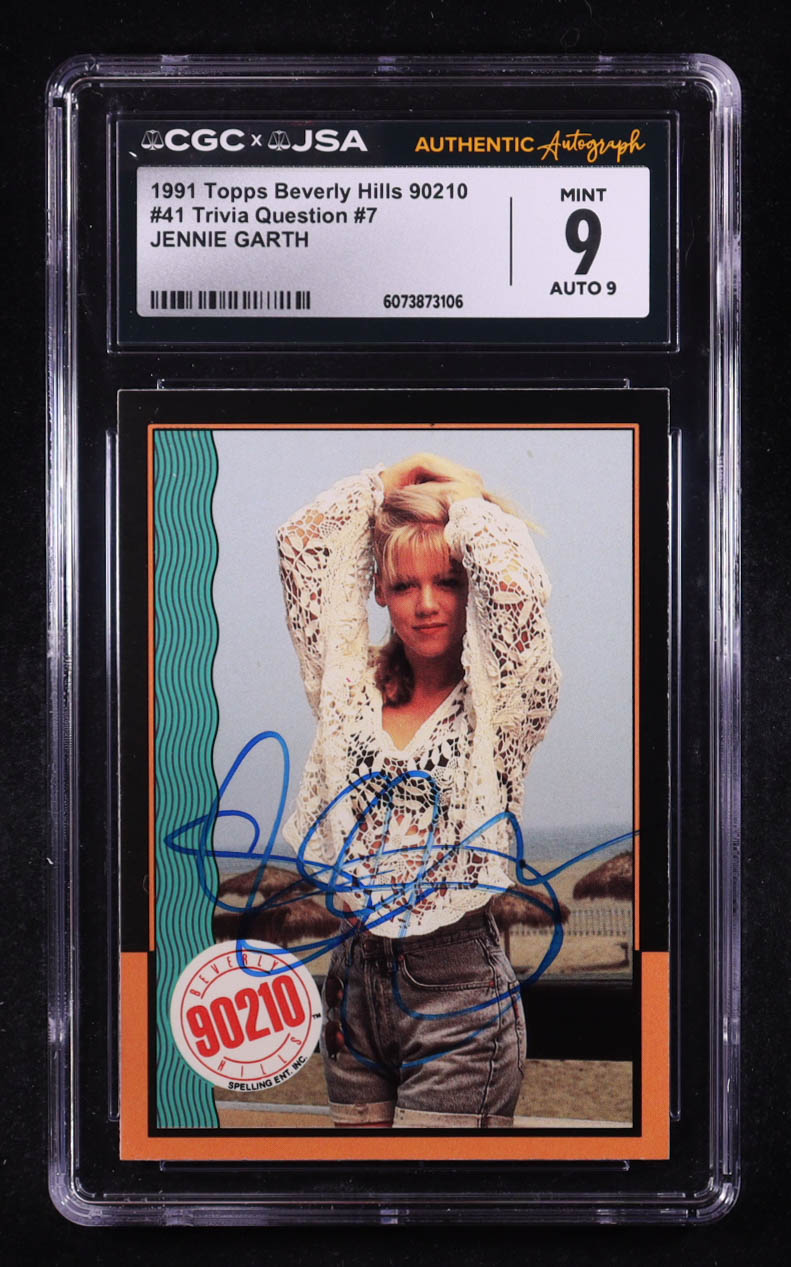 CGC x JSA AUTHENTIC Autograph
1991 Topps Beverly Hills 90210
#41 Trivia Question #7
JENNIE GARTH
MINT
9
AUTO 9
6073873106
BEVERLY
90210™
HILLS
SPELLING ENT. INC.